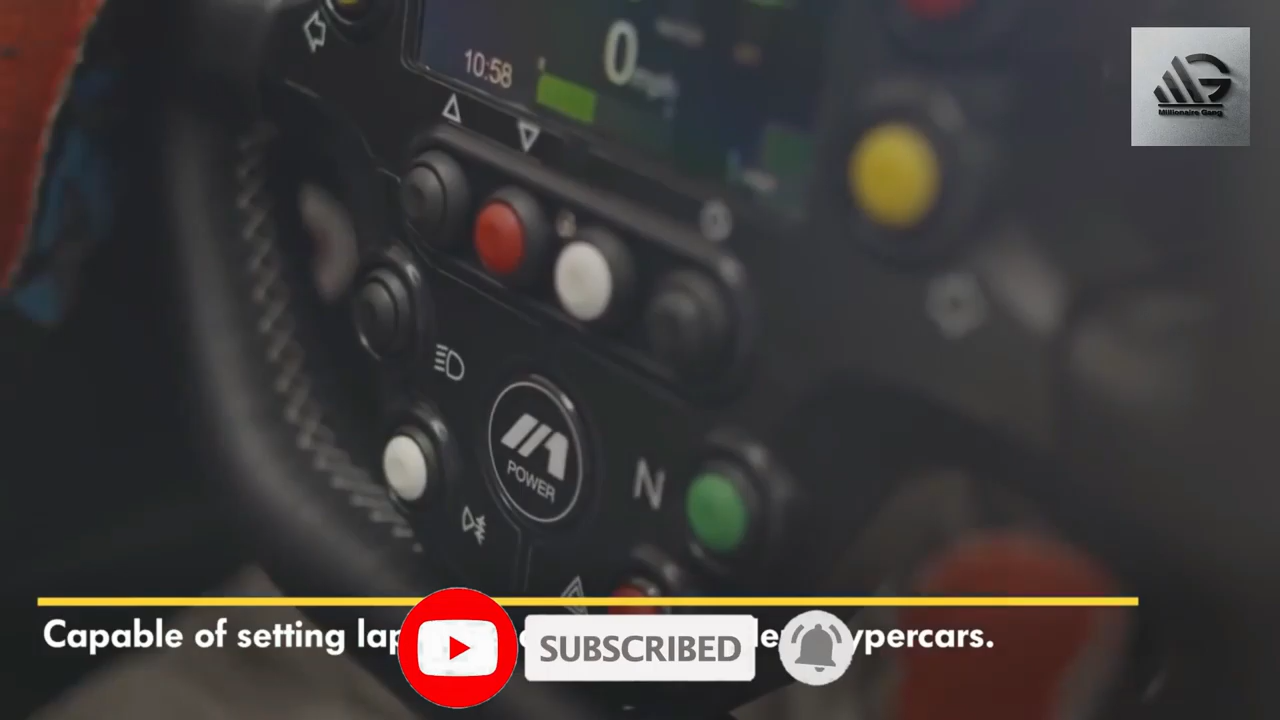 10:58
0
Millionaire Gang
POWER
N
Capable of setting lap ypercars.
SUBSCRIBED